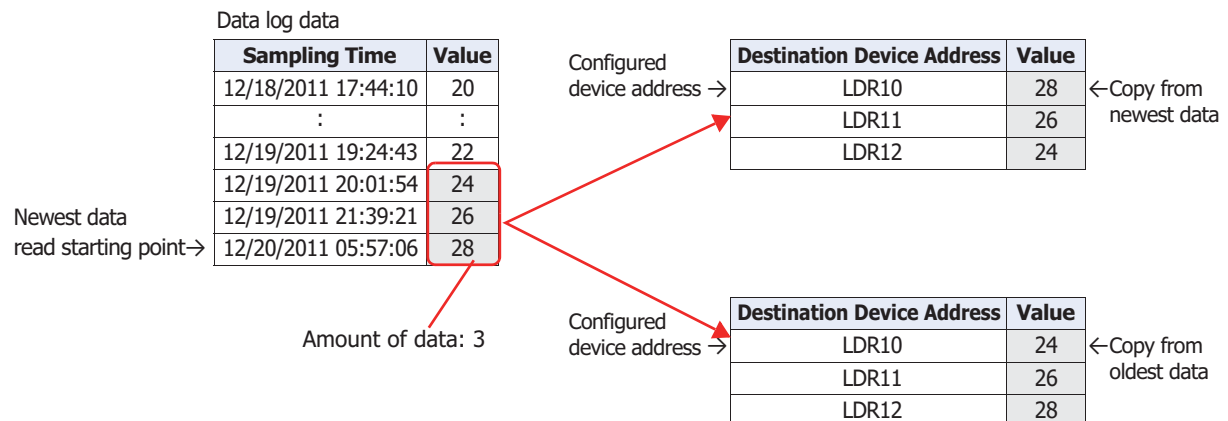 Data log data
Sampling Time Value
12/18/2011 17:44:10 20
: :
12/19/2011 19:24:43 22
12/19/2011 20:01:54 24
12/19/2011 21:39:21 26
12/20/2011 05:57:06 28
Newest data
read starting point→
Amount of data: 3
Configured
device address →
Destination Device Address Value
LDR10 28
LDR11 26
LDR12 24
←Copy from
newest data
Configured
device address →
Destination Device Address Value
LDR10 24
LDR11 26
LDR12 28
←Copy from
oldest data